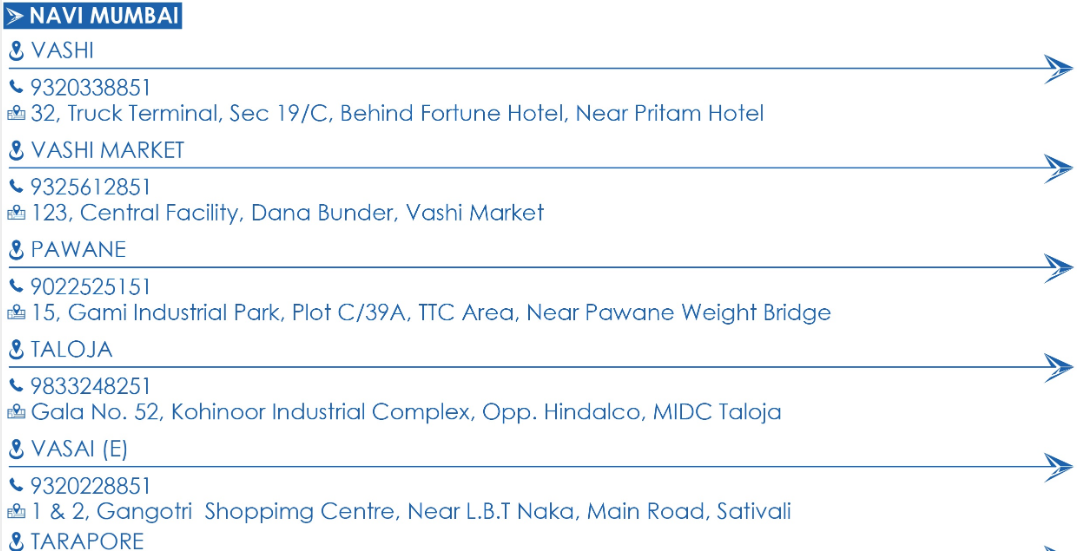 NAVI MUMBAI
VASHI
9320338851
32, Truck Terminal, Sec 19/C, Behind Fortune Hotel, Near Pritam Hotel
VASHI MARKET
9325612851
123, Central Facility, Dana Bunder, Vashi Market
PAWANE
9022525151
15, Gami Industrial Park, Plot C/39A, TTC Area, Near Pawane Weight Bridge
TALOJA
9833248251
Gala No. 52, Kohinoor Industrial Complex, Opp. Hindalco, MIDC Taloja
VASAI (E)
9320228851
1 & 2, Gangotri  Shoppimg Centre, Near L.B.T Naka, Main Road, Sativali
TARAPORE